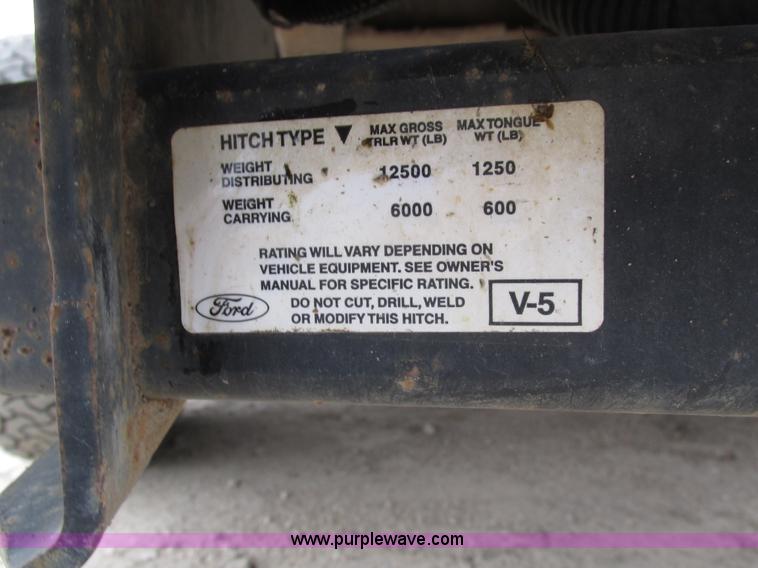 HITCH TYPE ▼ MAX GROSS TRLR WT (LB) MAX TONGUE WT (LB)
WEIGHT DISTRIBUTING 12500 1250
WEIGHT CARRYING 6000 600
RATING WILL VARY DEPENDING ON
VEHICLE EQUIPMENT. SEE OWNER'S
MANUAL FOR SPECIFIC RATING.
Ford DO NOT CUT, DRILL, WELD
OR MODIFY THIS HITCH.
V-5
www.purplewave.com